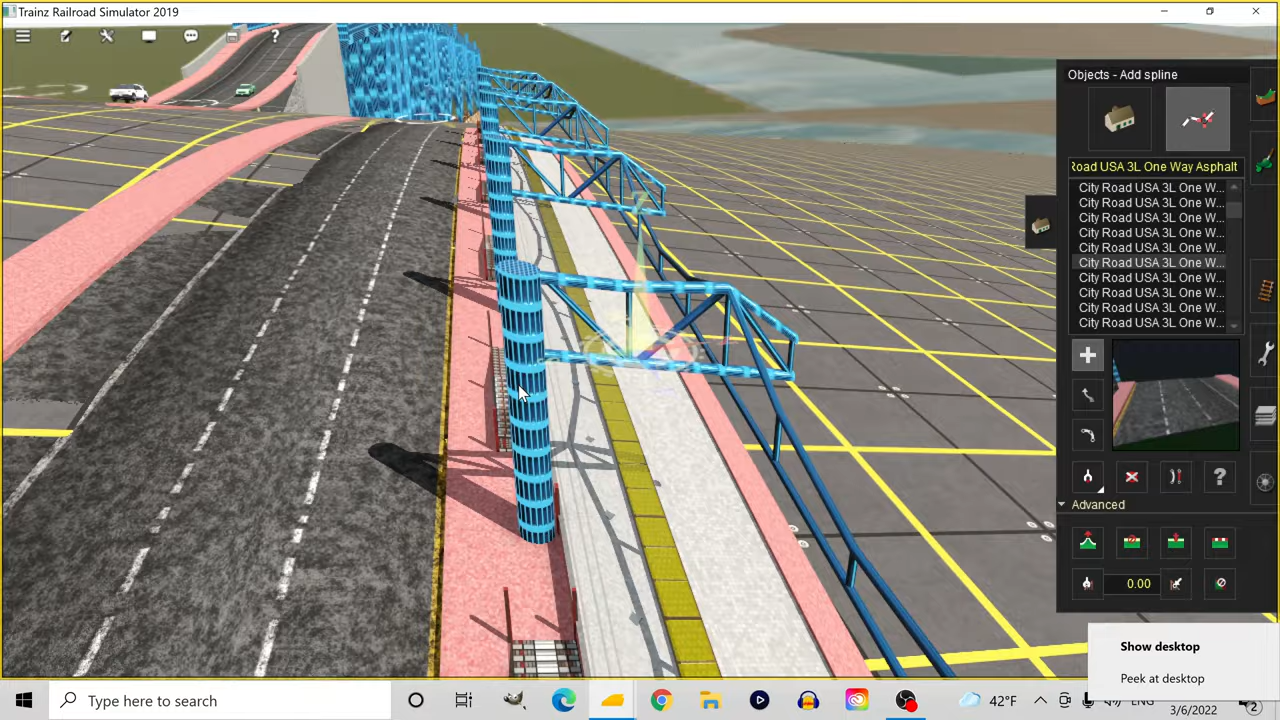 Trainz Railroad Simulator 2019
Objects - Add spline
Road USA 3L One Way Asphalt
City Road USA 3L One W...
City Road USA 3L One W...
City Road USA 3L One W...
City Road USA 3L One W...
City Road USA 3L One W...
City Road USA 3L One W...
City Road USA 3L One W...
City Road USA 3L One W...
City Road USA 3L One W...
City Road USA 3L One W...
Advanced
0.00
Show desktop
Peek at desktop
Type here to search
42°F
ENG
3/6/2022
2